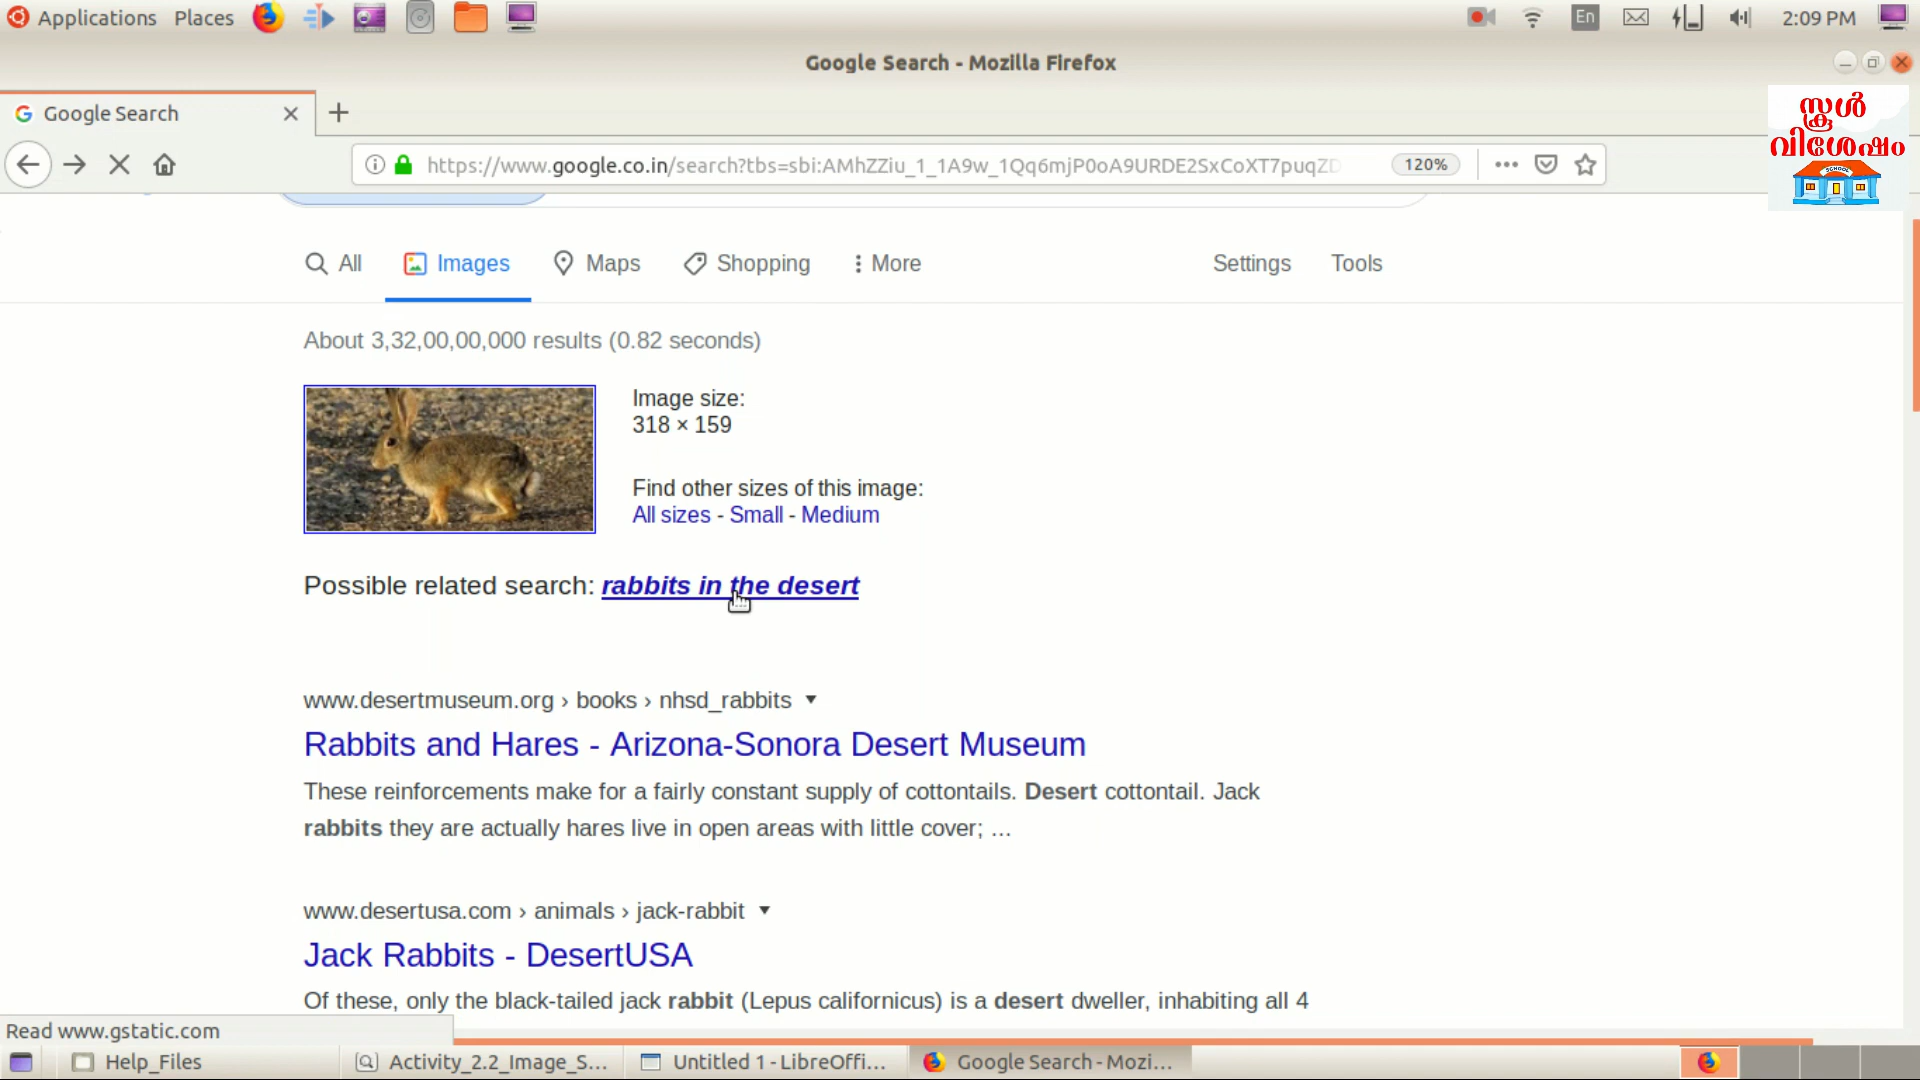 Applications Places En 2:09 PM
Google Search - Mozilla Firefox
Google Search
സ്കൂൾ
വിശേഷം
SCHOOL
https://www.google.co.in/search?tbs=sbi:AMhZZiu_1_1A9w_1Qq6mjP0oA9URDE2SxCoXT7puqZD 120%
All Images Maps Shopping More Settings Tools
About 3,32,00,00,000 results (0.82 seconds)
Image size:
318 × 159
Find other sizes of this image:
All sizes - Small - Medium
Possible related search: rabbits in the desert
www.desertmuseum.org › books › nhsd_rabbits
Rabbits and Hares - Arizona-Sonora Desert Museum
These reinforcements make for a fairly constant supply of cottontails. Desert cottontail. Jack
rabbits they are actually hares live in open areas with little cover; ...
www.desertusa.com › animals › jack-rabbit
Jack Rabbits - DesertUSA
Of these, only the black-tailed jack rabbit (Lepus californicus) is a desert dweller, inhabiting all 4
Read www.gstatic.com
Help_Files Activity_2.2_Image_S... Untitled 1 - LibreOffi... Google Search - Mozi...